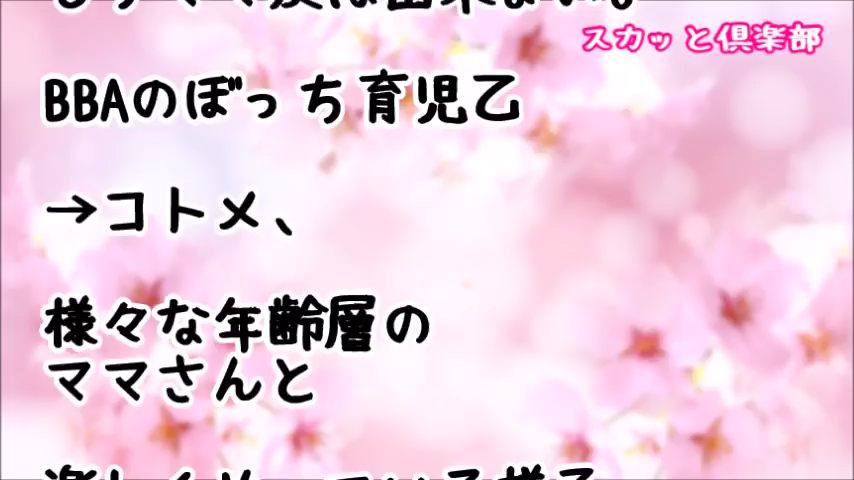 スカッと倶楽部
BBAのぼっち育児乙
→コトメ、
様々な年齢層の
ママさんと